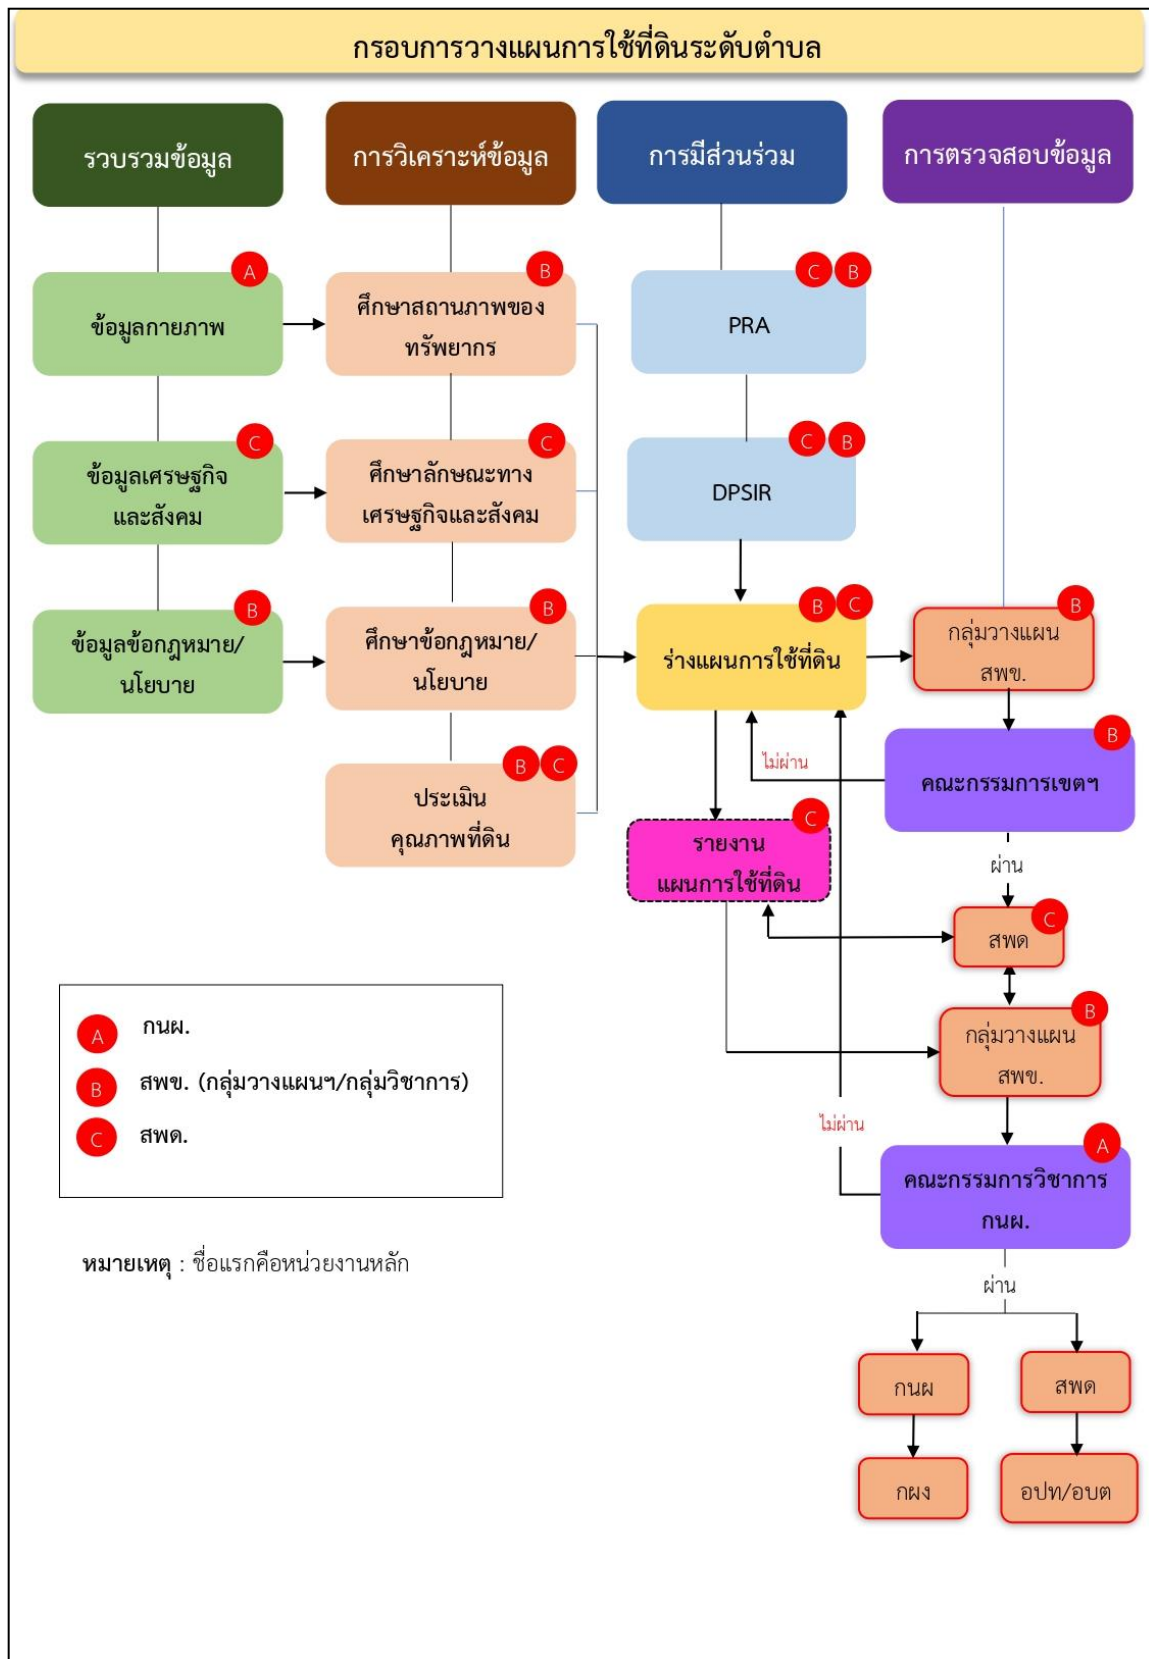 กรอบการวางแผนการใช้ที่ดินระดับตำบล
รวบรวมข้อมูล
การวิเคราะห์ข้อมูล
การมีส่วนร่วม
การตรวจสอบข้อมูล
A
ข้อมูลกายภาพ
B
ศึกษาสถานภาพของ
ทรัพยากร
C B
PRA
C
ข้อมูลเศรษฐกิจ
และสังคม
C
ศึกษาลักษณะทาง
เศรษฐกิจและสังคม
C B
DPSIR
B
ข้อมูลข้อกฎหมาย/
นโยบาย
B
ศึกษาข้อกฎหมาย/
นโยบาย
B C
ร่างแผนการใช้ที่ดิน
B
กลุ่มวางแผน
สพข.
B C
ประเมิน
คุณภาพที่ดิน
ไม่ผ่าน
B
คณะกรรมการเขตฯ
C
รายงาน
แผนการใช้ที่ดิน
ผ่าน
C
สพด
B
กลุ่มวางแผน
สพข.
A กนผ.
B สพข. (กลุ่มวางแผนฯ/กลุ่มวิชาการ)
C สพด.
ไม่ผ่าน
A
คณะกรรมการวิชาการ
กนผ.
หมายเหตุ : ชื่อแรกคือหน่วยงานหลัก
ผ่าน
กนผ
สพด
กผง
อปท/อบต